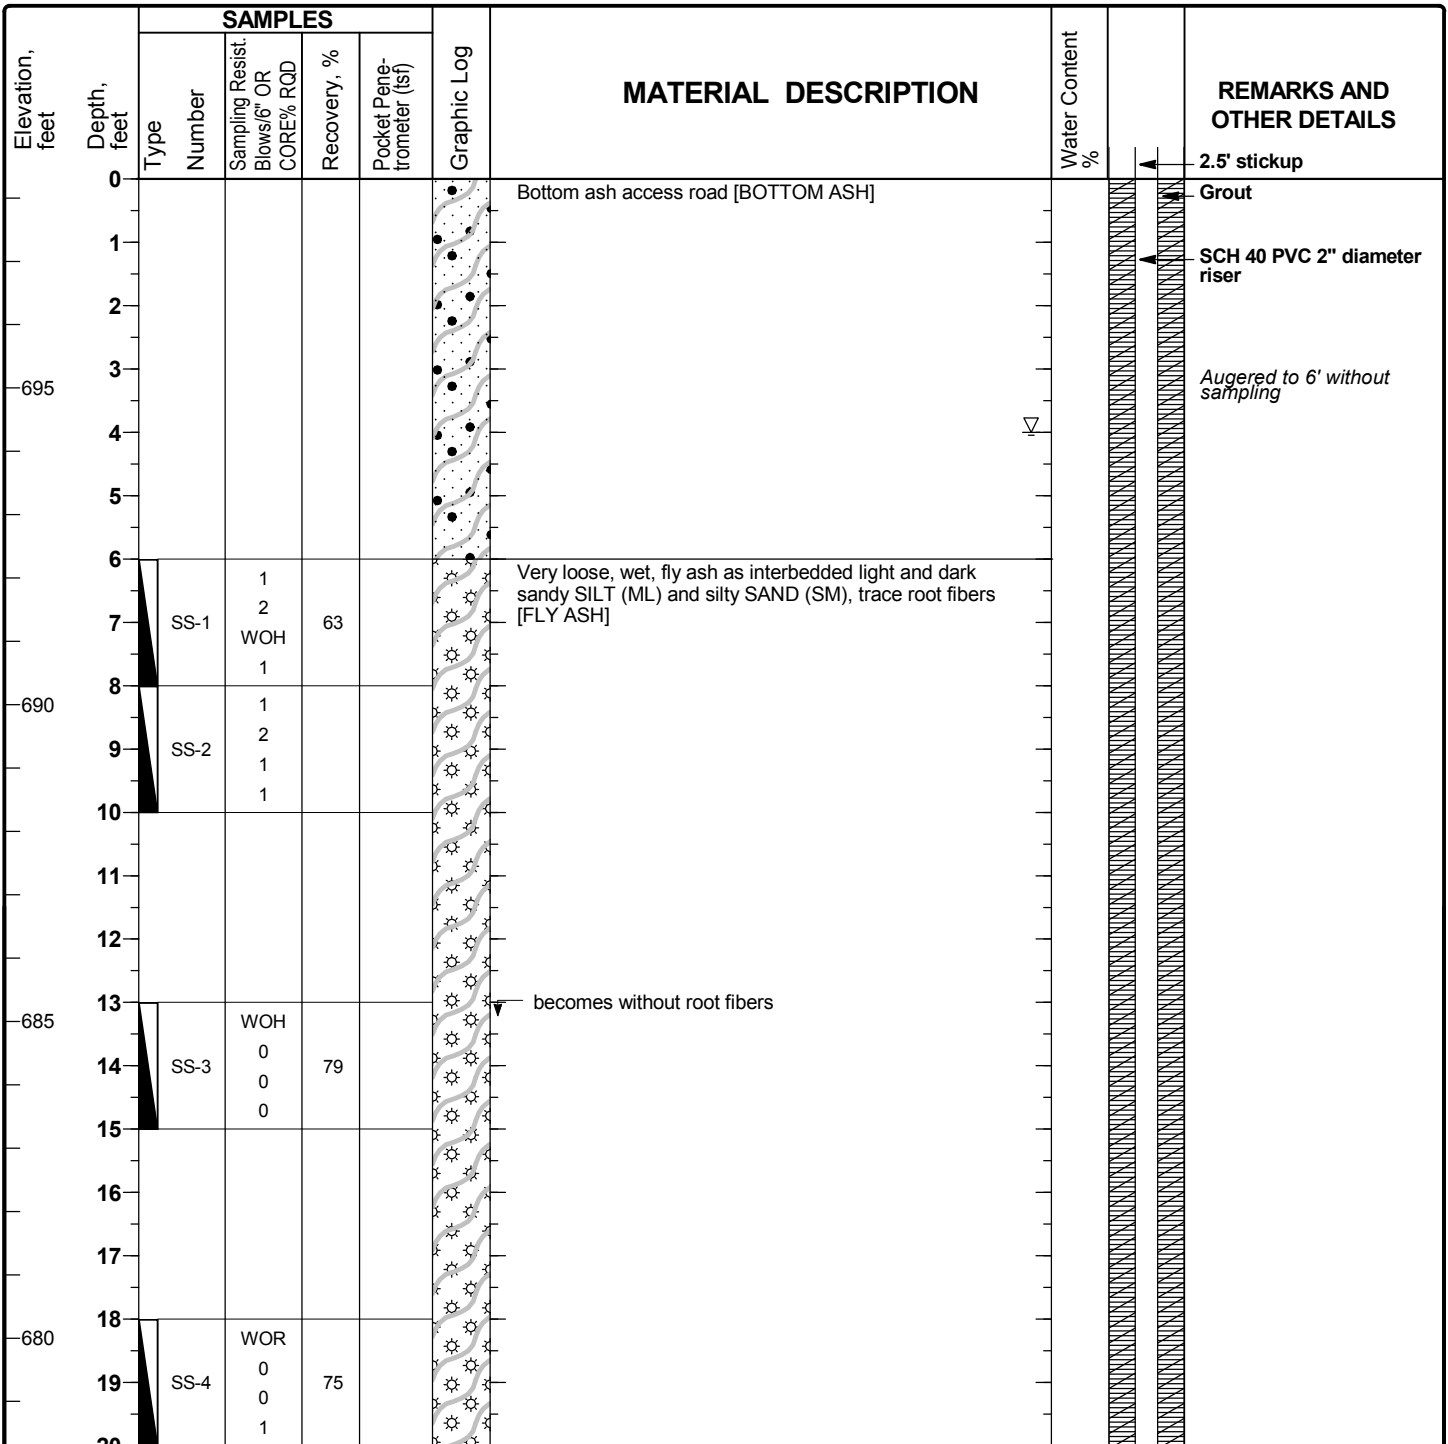 SAMPLES
Elevation,
feet
Depth,
feet
Type
Number
Sampling Resist.
Blows/6" OR
CORE% RQD
Recovery, %
Pocket Pene-
trometer (tsf)
Graphic Log
MATERIAL DESCRIPTION
Water Content
%
REMARKS AND
OTHER DETAILS
2.5' stickup
0
Bottom ash access road [BOTTOM ASH]
Grout
1
SCH 40 PVC 2" diameter
riser
2
3
695
Augered to 6' without
sampling
4
5
6
1
2
WOH
1
SS-1
63
Very loose, wet, fly ash as interbedded light and dark
sandy SILT (ML) and silty SAND (SM), trace root fibers
[FLY ASH]
7
8
690
1
2
1
1
SS-2
9
10
11
12
13
becomes without root fibers
685
WOH
0
0
0
SS-3
79
14
15
16
17
18
680
WOR
0
0
1
SS-4
75
19
20